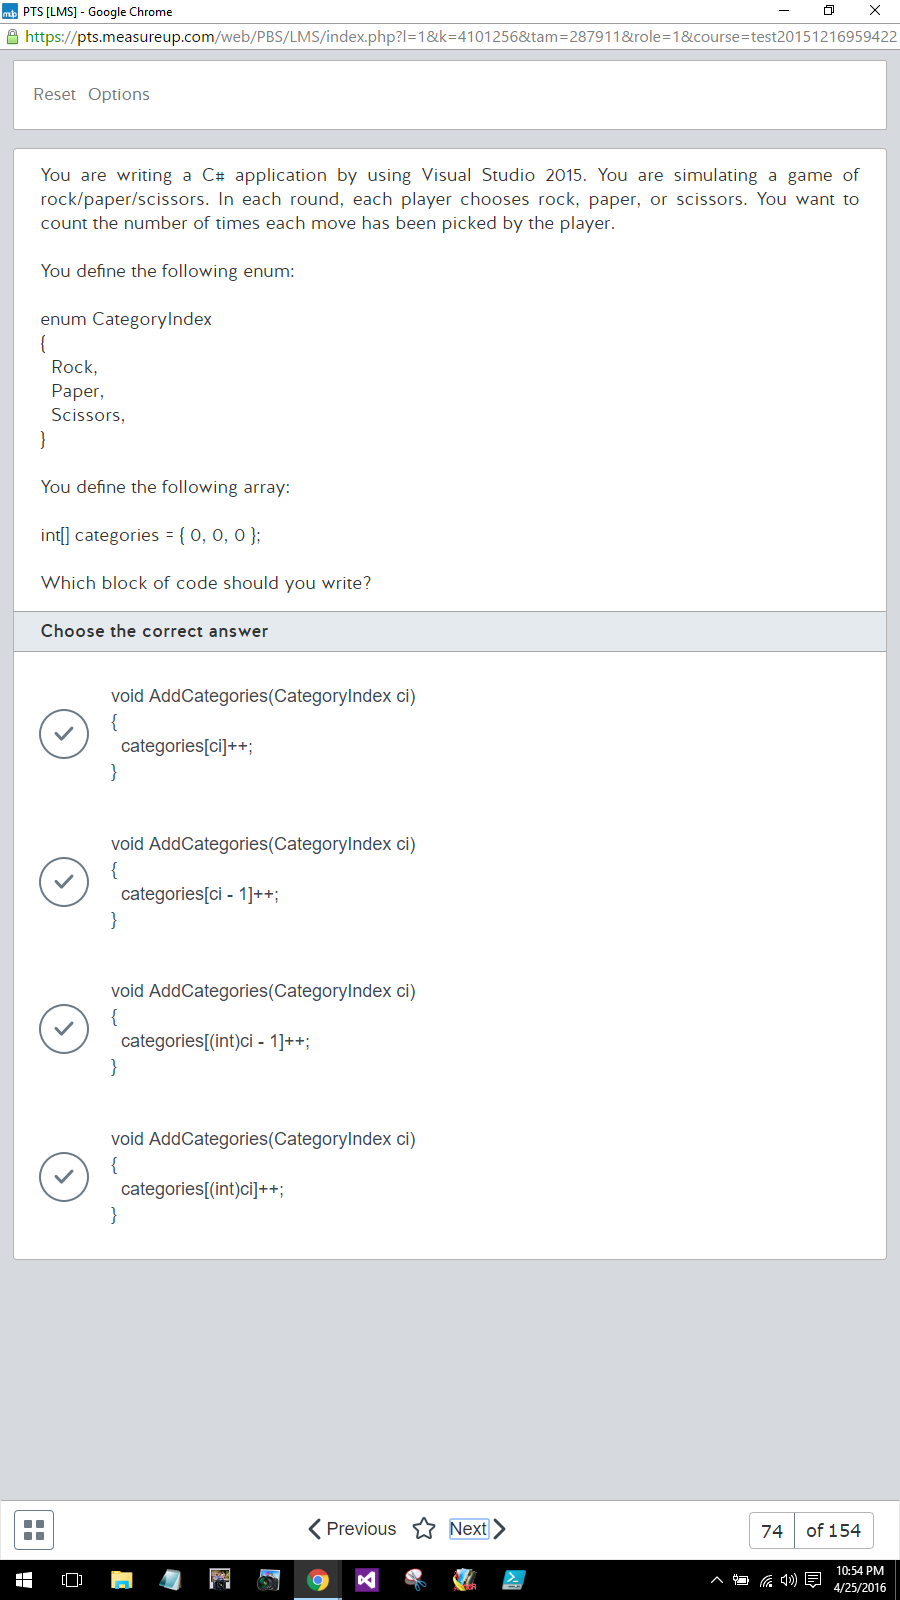 PTS [LMS] - Google Chrome
https://pts.measureup.com/web/PBS/LMS/index.php?l=1&k=4101256&tam=287911&role=1&course=test20151216959422
Reset Options
You are writing a C# application by using Visual Studio 2015. You are simulating a game of
rock/paper/scissors. In each round, each player chooses rock, paper, or scissors. You want to
count the number of times each move has been picked by the player.
You define the following enum:
enum CategoryIndex
{
Rock,
Paper,
Scissors,
}
You define the following array:
int[] categories = { 0, 0, 0 };
Which block of code should you write?
Choose the correct answer
void AddCategories(CategoryIndex ci)
{
categories[ci]++;
}
void AddCategories(CategoryIndex ci)
{
categories[ci - 1]++;
}
void AddCategories(CategoryIndex ci)
{
categories[(int)ci - 1]++;
}
void AddCategories(CategoryIndex ci)
{
categories[(int)ci]++;
}
Previous Next
74 of 154
10:54 PM
4/25/2016